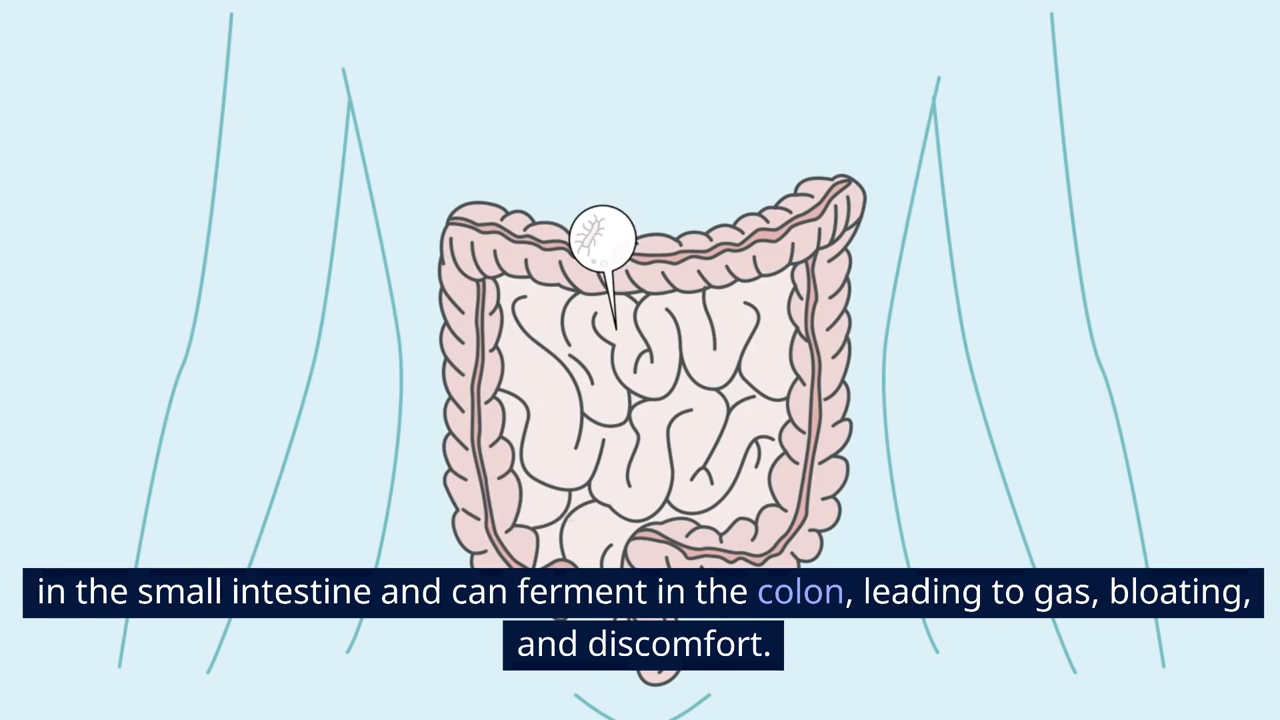 in the small intestine and can ferment in the colon, leading to gas, bloating,
and discomfort.